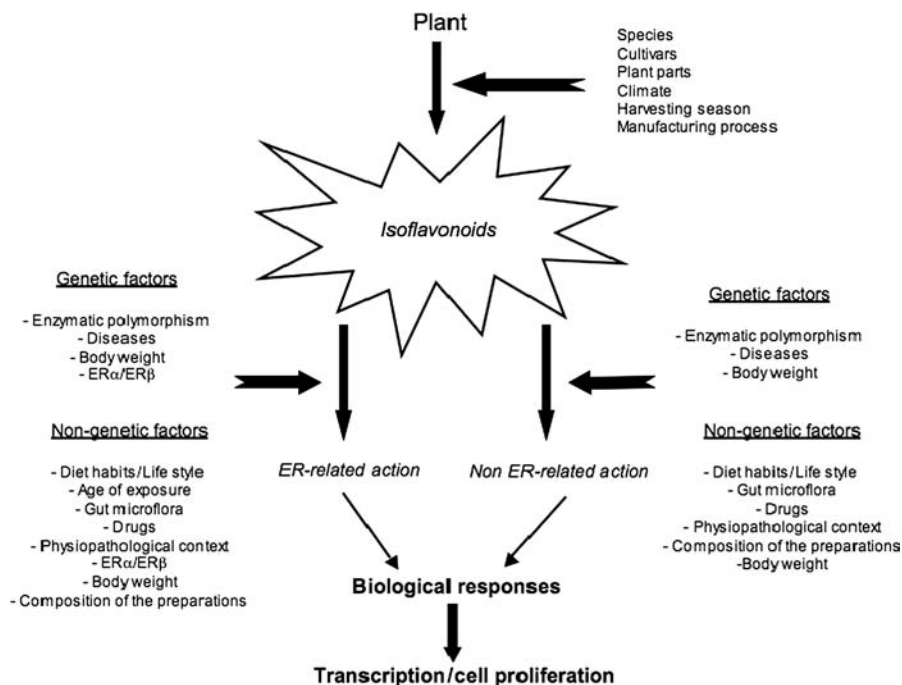 Plant
Species
Cultivars
Plant parts
Climate
Harvesting season
Manufacturing process
Isoflavonoids
Genetic factors
- Enzymatic polymorphism
- Diseases
- Body weight
- ERα/ERβ
Non-genetic factors
- Diet habits/Life style
- Age of exposure
- Gut microflora
- Drugs
- Physiopathological context
- ERα/ERβ
- Body weight
- Composition of the preparations
Genetic factors
- Enzymatic polymorphism
- Diseases
- Body weight
Non-genetic factors
- Diet habits/Life style
- Gut microflora
- Drugs
- Physiopathological context
- Composition of the preparations
-Body weight
ER-related action
Non ER-related action
Biological responses
Transcription/cell proliferation